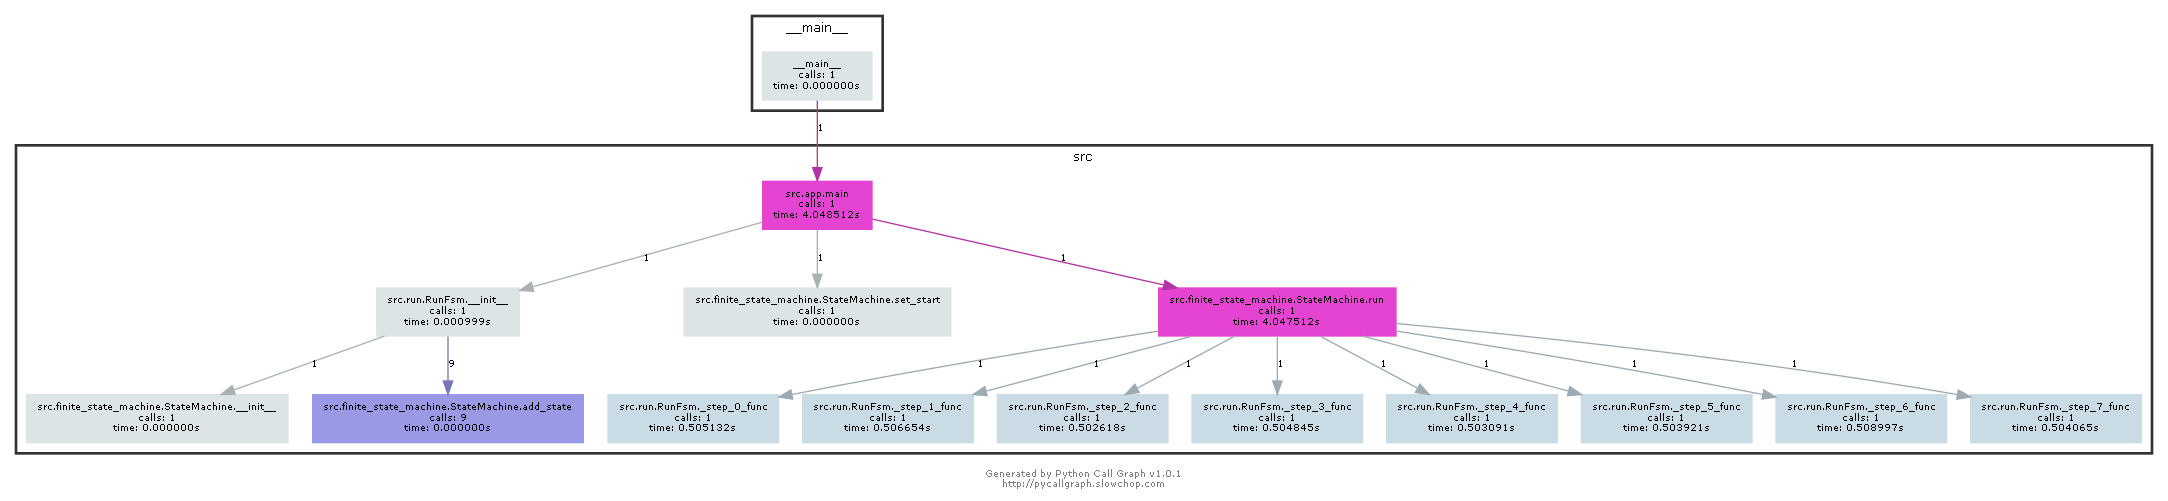 __main__
__main__
calls: 1
time: 0.000000s
1
src
src.app.main
calls: 1
time: 4.048512s
1
1
1
src.run.RunFsm.__init__
calls: 1
time: 0.000999s
src.finite_state_machine.StateMachine.set_start
calls: 1
time: 0.000000s
src.finite_state_machine.StateMachine.run
calls: 1
time: 4.047512s
1
9
1
1
1
1
1
1
1
1
src.finite_state_machine.StateMachine.__init__
calls: 1
time: 0.000000s
src.finite_state_machine.StateMachine.add_state
calls: 9
time: 0.000000s
src.run.RunFsm._step_0_func
calls: 1
time: 0.505132s
src.run.RunFsm._step_1_func
calls: 1
time: 0.506654s
src.run.RunFsm._step_2_func
calls: 1
time: 0.502618s
src.run.RunFsm._step_3_func
calls: 1
time: 0.504845s
src.run.RunFsm._step_4_func
calls: 1
time: 0.503091s
src.run.RunFsm._step_5_func
calls: 1
time: 0.503921s
src.run.RunFsm._step_6_func
calls: 1
time: 0.508997s
src.run.RunFsm._step_7_func
calls: 1
time: 0.504065s
Generated by Python Call Graph v1.0.1
http://pycallgraph.slowchop.com